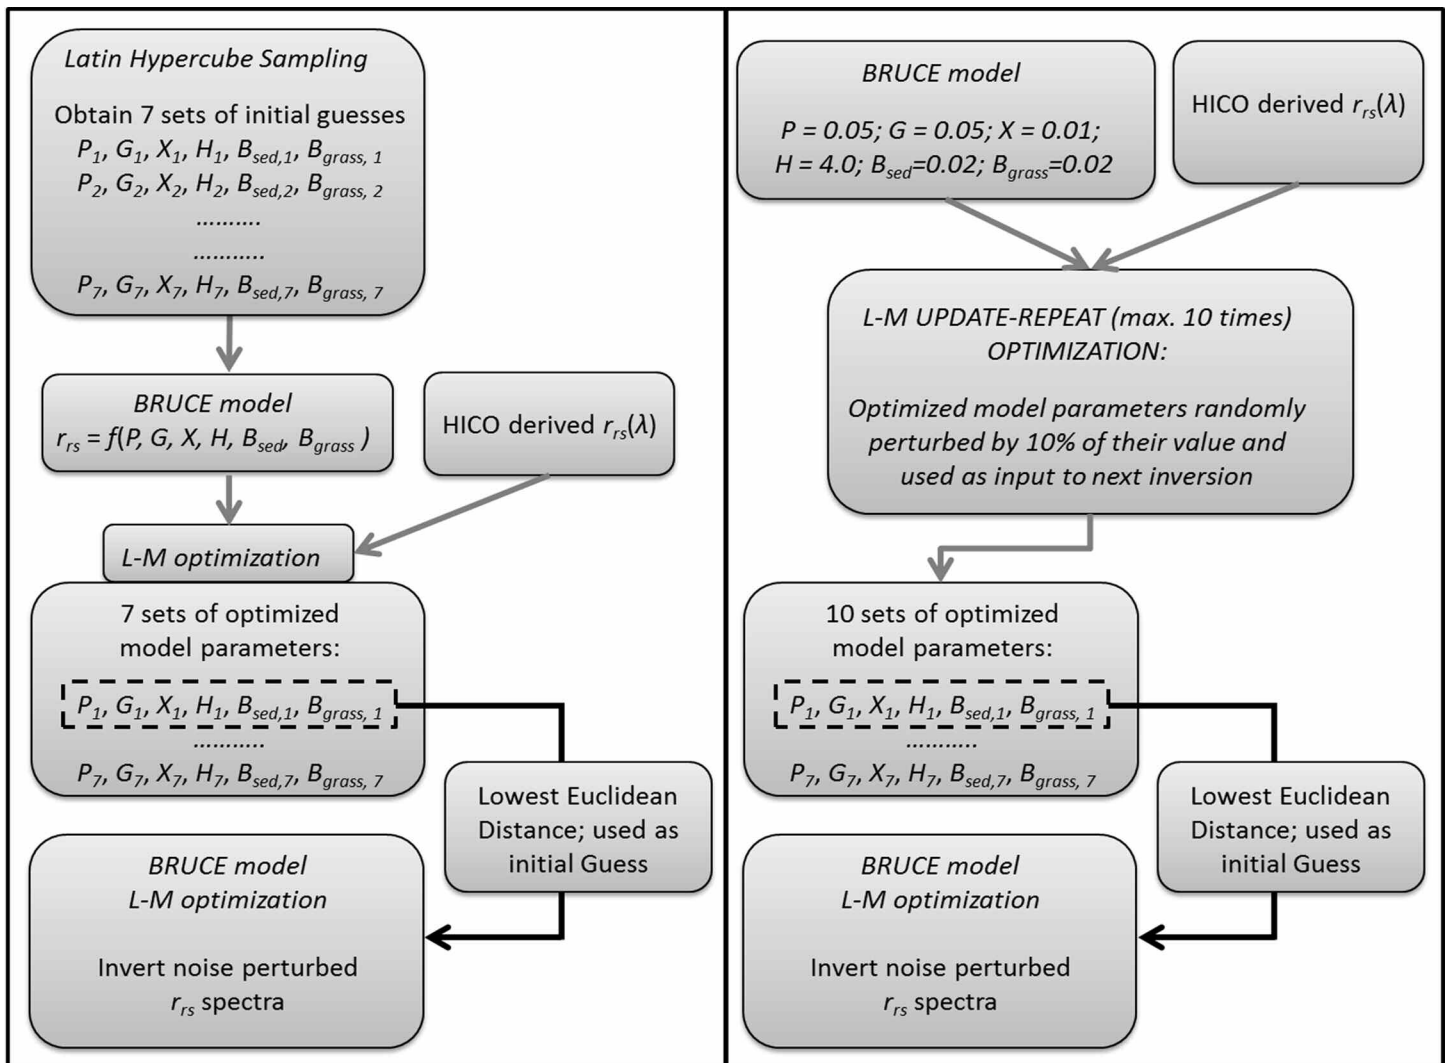 Latin Hypercube Sampling
Obtain 7 sets of initial guesses
P1, G1, X1, H1, Bsed,1, Bgrass, 1
P2, G2, X2, H2, Bsed,2, Bgrass, 2
..........
...........
P7, G7, X7, H7, Bsed,7, Bgrass, 7
BRUCE model
rrs = f(P, G, X, H, Bsed, Bgrass )
HICO derived rrs(λ)
L-M optimization
7 sets of optimized
model parameters:
P1, G1, X1, H1, Bsed,1, Bgrass, 1
...........
P7, G7, X7, H7, Bsed,7, Bgrass, 7
Lowest Euclidean
Distance; used as
initial Guess
BRUCE model
L-M optimization
Invert noise perturbed
rrs spectra
BRUCE model
P = 0.05; G = 0.05; X = 0.01;
H = 4.0; Bsed=0.02; Bgrass=0.02
HICO derived rrs(λ)
L-M UPDATE-REPEAT (max. 10 times)
OPTIMIZATION:
Optimized model parameters randomly
perturbed by 10% of their value and
used as input to next inversion
10 sets of optimized
model parameters:
P1, G1, X1, H1, Bsed,1, Bgrass, 1
...........
P7, G7, X7, H7, Bsed,7, Bgrass, 7
Lowest Euclidean
Distance; used as
initial Guess
BRUCE model
L-M optimization
Invert noise perturbed
rrs spectra